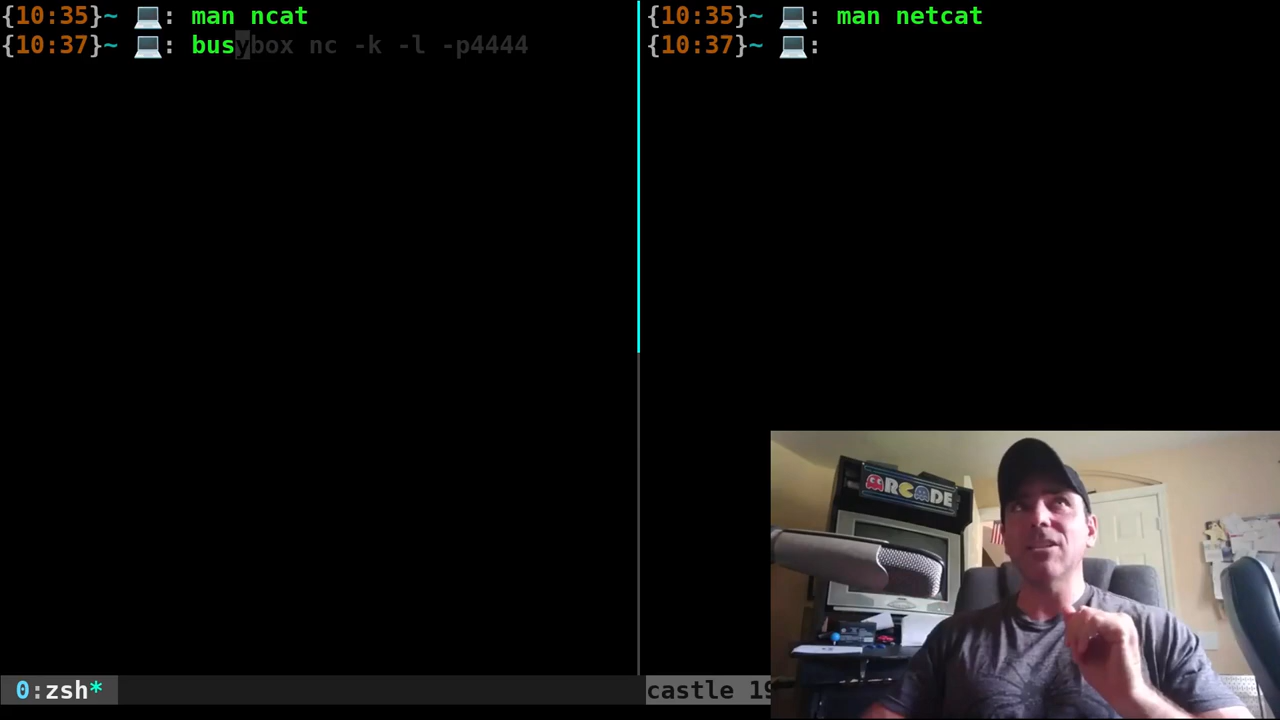 {10:35}~ 💻: man ncat
{10:37}~ 💻: busybox nc -k -l -p4444
{10:35}~ 💻: man netcat
{10:37}~ 💻:
ARCADE
0:zsh*
castle 19